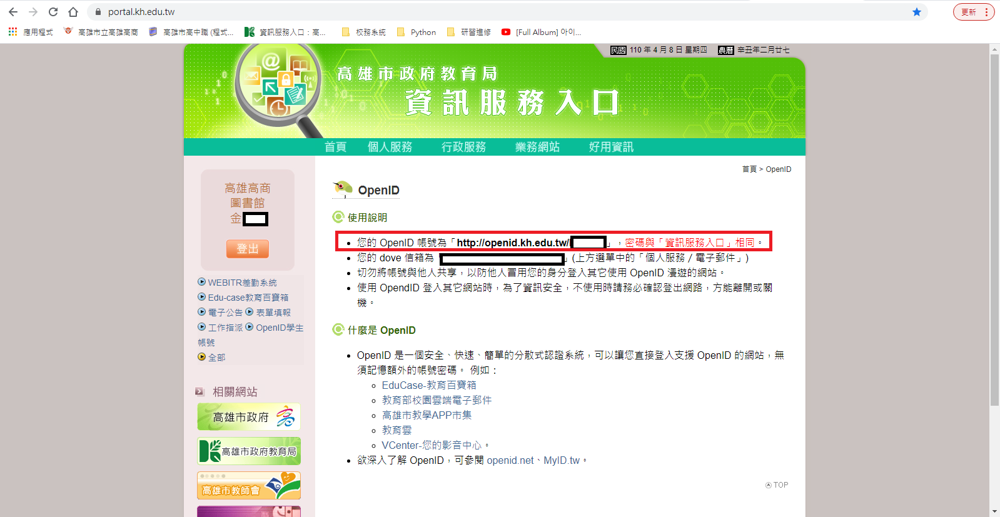 portal.kh.edu.tw
更新
應用程式
高雄市立高雄高商
高雄市高中職 (程式...
資訊服務入口：高...
校務系統
Python
研習進修
[Full Album] 아이...
民國 110 年 4 月 8 日 星期四 農曆 辛丑年二月廿七
高雄市政府教育局
資訊服務入口
首頁 個人服務 行政服務 業務網站 好用資訊
高雄高商
圖書館
金
登出
WEBITR差勤系統
Edu-case教育百寶箱
電子公告 表單填報
工作指派 OpenID學生
帳號
全部
相關網站
高雄市政府
高雄市政府教育局
高雄市教師會
首頁 > OpenID
OpenID
使用說明
您的 OpenID 帳號為「http://openid.kh.edu.tw/ 」，密碼與「資訊服務入口」相同。
您的 dove 信箱為「 」(上方選單中的「個人服務 / 電子郵件」)
切勿將帳號與他人共享，以防他人冒用您的身分登入其它使用 OpenID 漫遊的網站。
使用 OpendID 登入其它網站時，為了資訊安全，不使用時請務必確認登出網路，方能離開或關
機。
什麼是 OpenID
OpenID 是一個安全、快速、簡單的分散式認證系統，可以讓您直接登入支援 OpenID 的網站，無
須記憶額外的帳號密碼。 例如：
EduCase-教育百寶箱
教育部校園雲端電子郵件
高雄市教學APP市集
教育雲
VCenter-您的影音中心。
欲深入了解 OpenID，可參閱 openid.net、MyID.tw。
TOP